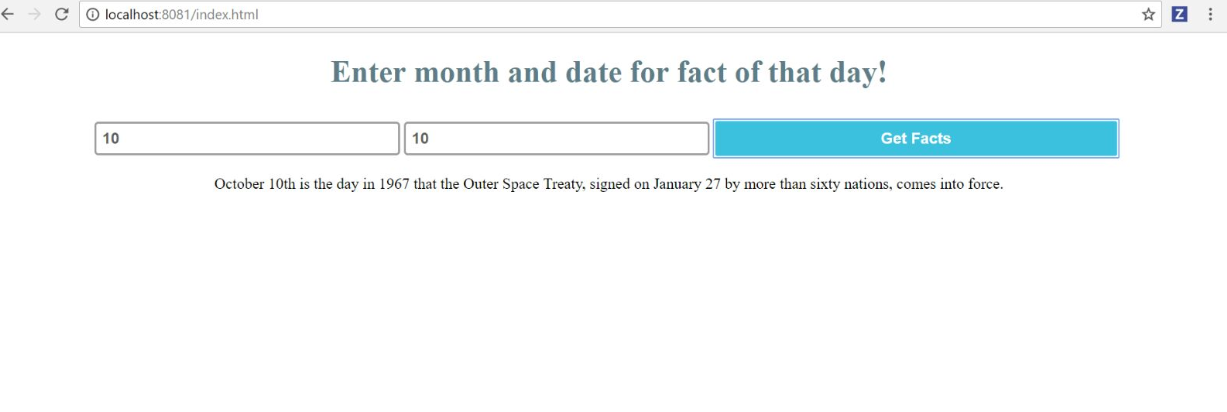 localhost:8081/index.html
Z
Enter month and date for fact of that day!
10 10 Get Facts
October 10th is the day in 1967 that the Outer Space Treaty, signed on January 27 by more than sixty nations, comes into force.